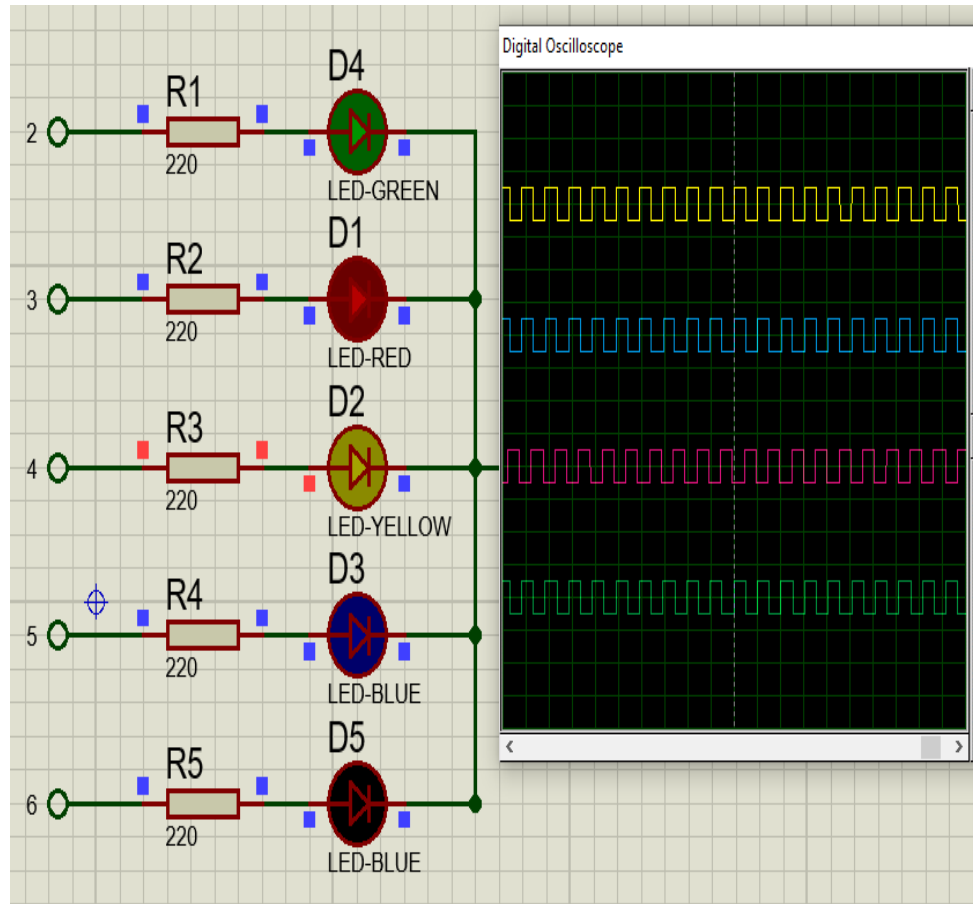 Digital Oscilloscope
R1
D4
2
220
LED-GREEN
R2
D1
3
220
LED-RED
R3
D2
4
220
LED-YELLOW
R4
D3
5
220
LED-BLUE
R5
D5
6
220
LED-BLUE